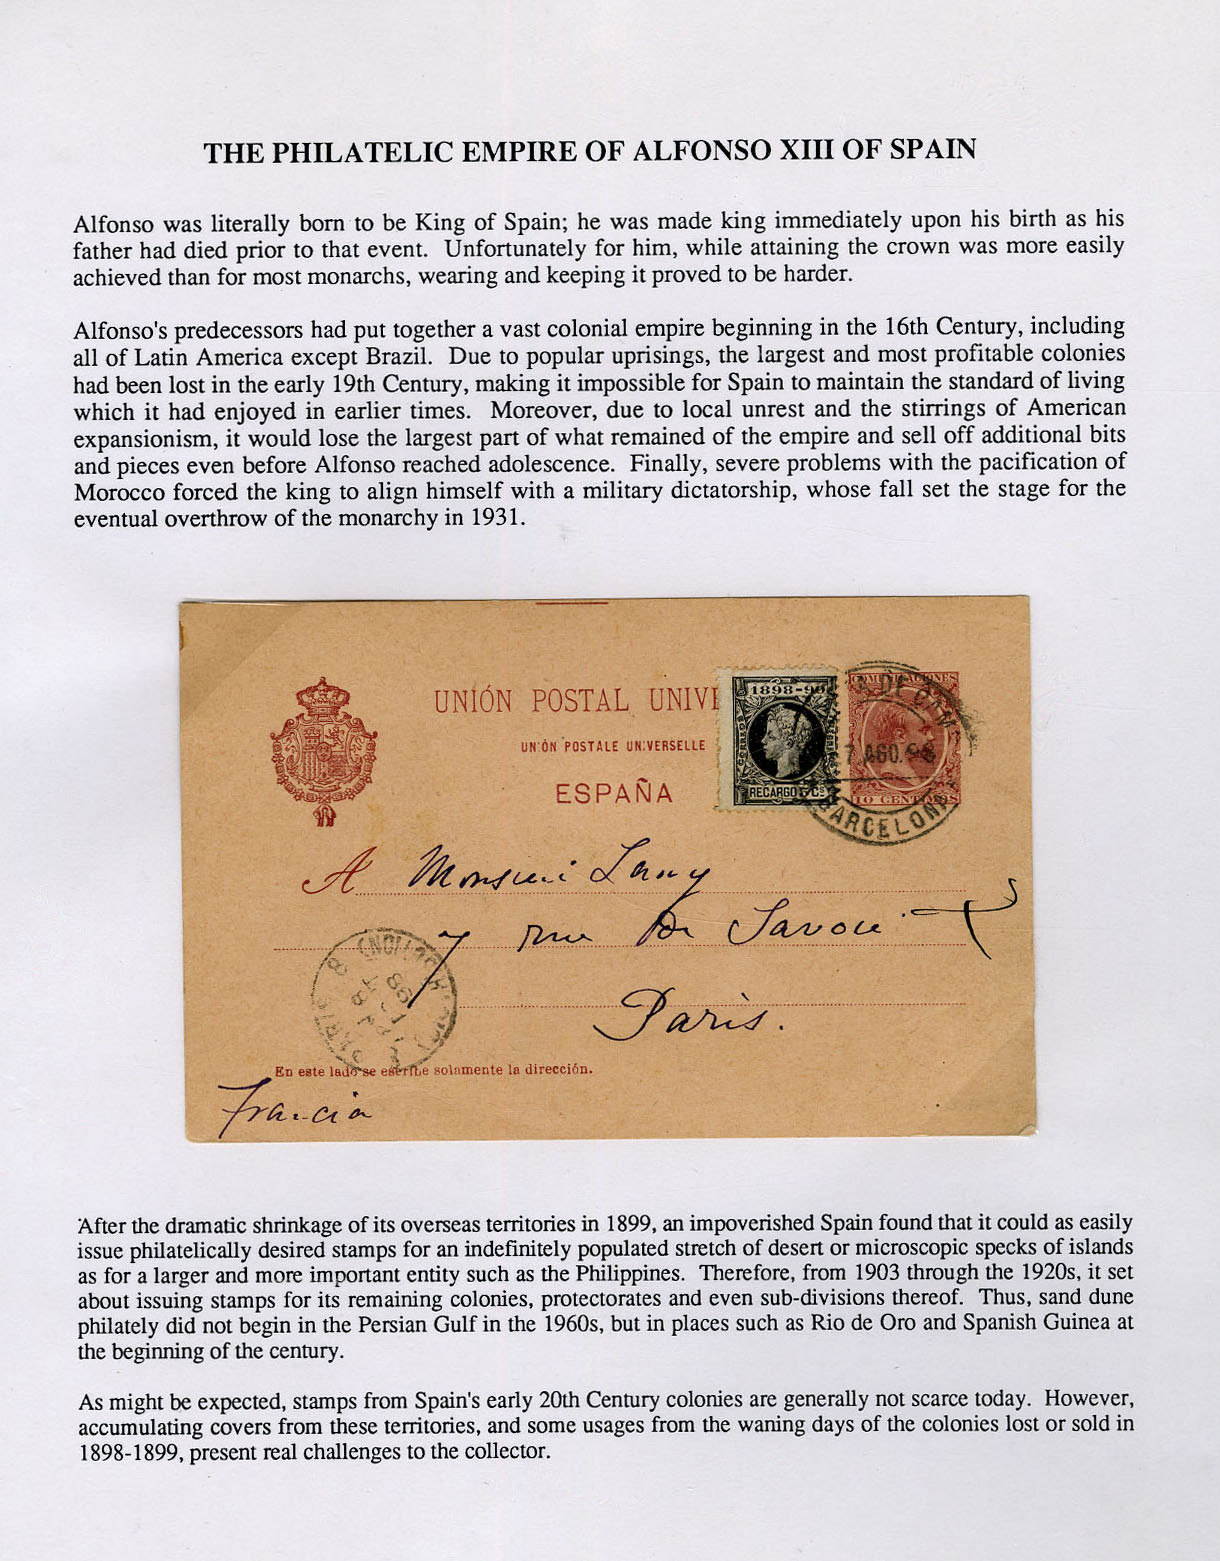 THE PHILATELIC EMPIRE OF ALFONSO XIII OF SPAIN
Alfonso was literally born to be King of Spain; he was made king immediately upon his birth as his
father had died prior to that event. Unfortunately for him, while attaining the crown was more easily
achieved than for most monarchs, wearing and keeping it proved to be harder.
Alfonso's predecessors had put together a vast colonial empire beginning in the 16th Century, including
all of Latin America except Brazil. Due to popular uprisings, the largest and most profitable colonies
had been lost in the early 19th Century, making it impossible for Spain to maintain the standard of living
which it had enjoyed in earlier times. Moreover, due to local unrest and the stirrings of American
expansionism, it would lose the largest part of what remained of the empire and sell off additional bits
and pieces even before Alfonso reached adolescence. Finally, severe problems with the pacification of
Morocco forced the king to align himself with a military dictatorship, whose fall set the stage for the
eventual overthrow of the monarchy in 1931.
UNIÓN POSTAL UNIVE
UNIÓN POSTALE UNIVERSELLE
ESPAÑA
1898-99
RECARGO 5 Cs
COMUNICACIONES
10 CENTIMOS
7 AGO. 98
BARCELONA
A Monsieur Lamy
7 rue de Savoie
Paris.
PARIS
En este lado se escribe solamente la dirección.
Francia
After the dramatic shrinkage of its overseas territories in 1899, an impoverished Spain found that it could as easily
issue philatelically desired stamps for an indefinitely populated stretch of desert or microscopic specks of islands
as for a larger and more important entity such as the Philippines. Therefore, from 1903 through the 1920s, it set
about issuing stamps for its remaining colonies, protectorates and even sub-divisions thereof. Thus, sand dune
philately did not begin in the Persian Gulf in the 1960s, but in places such as Rio de Oro and Spanish Guinea at
the beginning of the century.
As might be expected, stamps from Spain's early 20th Century colonies are generally not scarce today. However,
accumulating covers from these territories, and some usages from the waning days of the colonies lost or sold in
1898-1899, present real challenges to the collector.